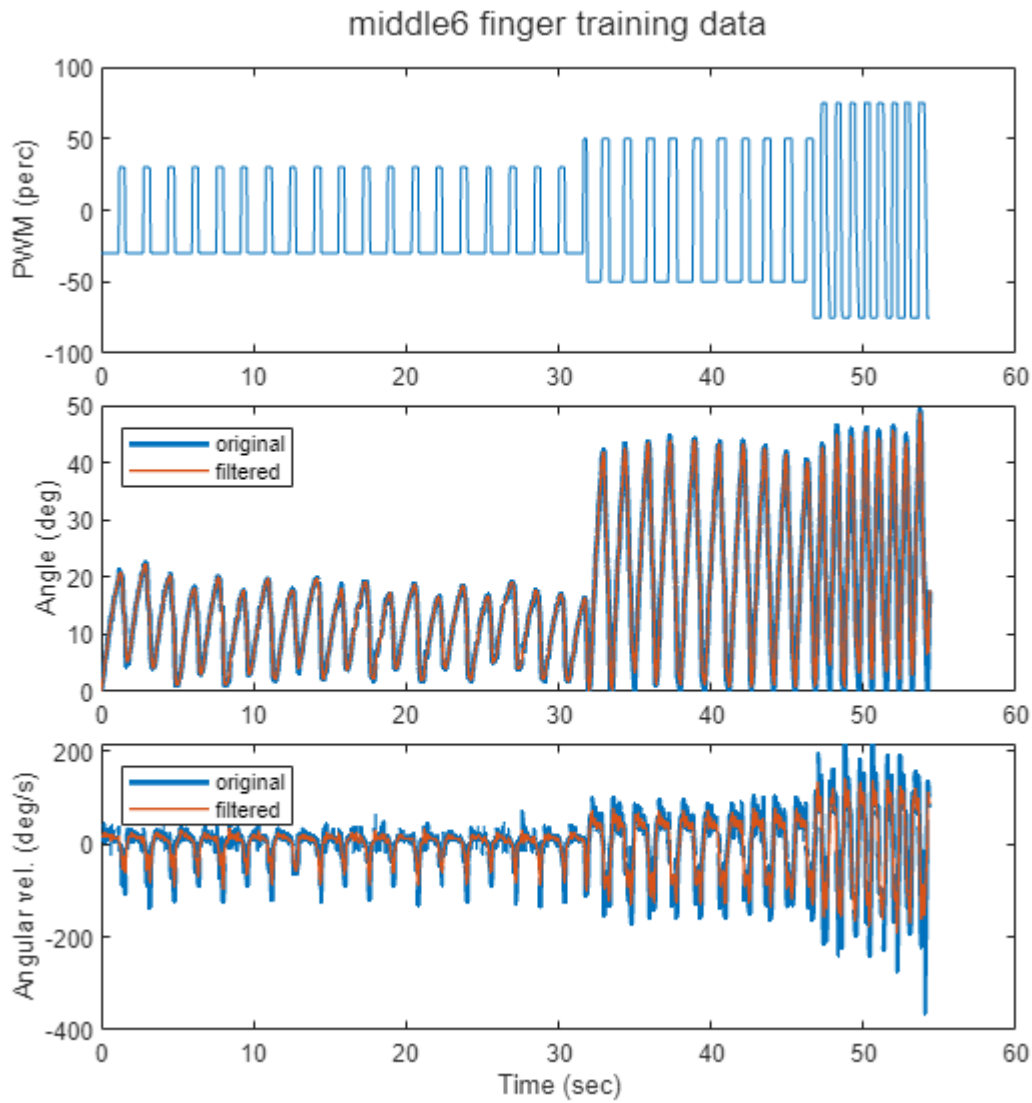 middle6 finger training data
100
50
0
-50
-100
PWM (perc)
0 10 20 30 40 50 60
50
40
30
20
10
0
Angle (deg)
original
filtered
0 10 20 30 40 50 60
200
0
-200
-400
Angular vel. (deg/s)
original
filtered
0 10 20 30 40 50 60
Time (sec)